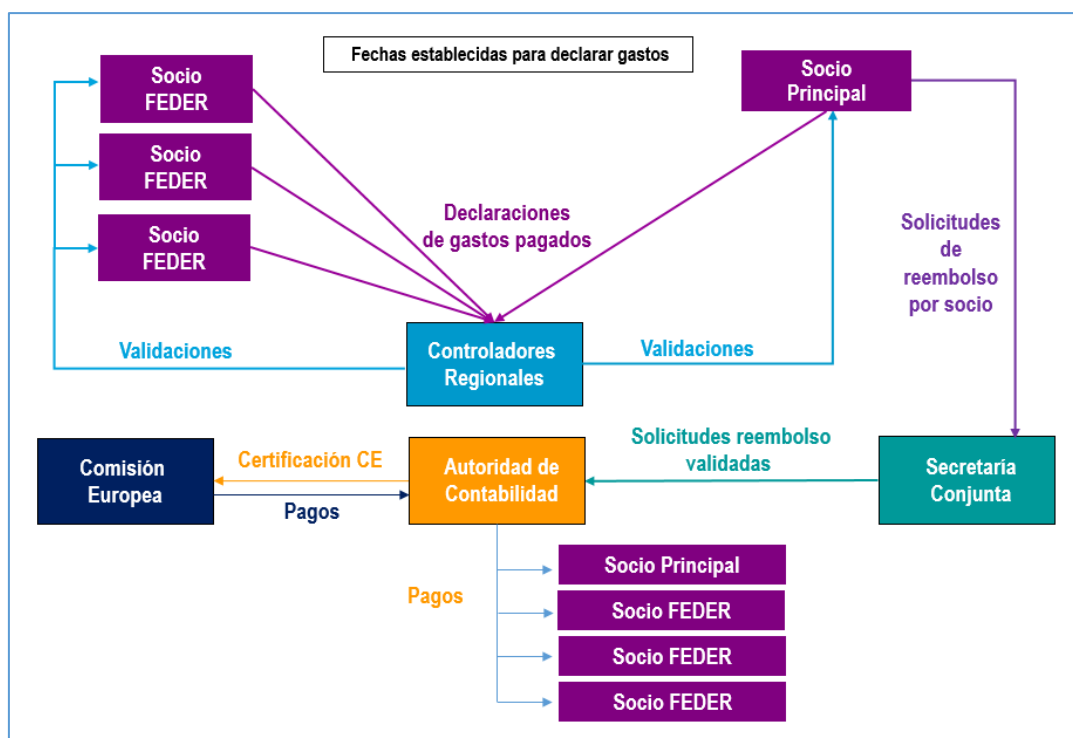 Fechas establecidas para declarar gastos
Socio
FEDER
Socio
Principal
Socio
FEDER
Socio
FEDER
Declaraciones
de gastos pagados
Solicitudes
de
reembolso
por socio
Validaciones
Controladores
Regionales
Validaciones
Comisión
Europea
Certificación CE
Pagos
Autoridad de
Contabilidad
Solicitudes reembolso
validadas
Secretaría
Conjunta
Pagos
Socio Principal
Socio FEDER
Socio FEDER
Socio FEDER